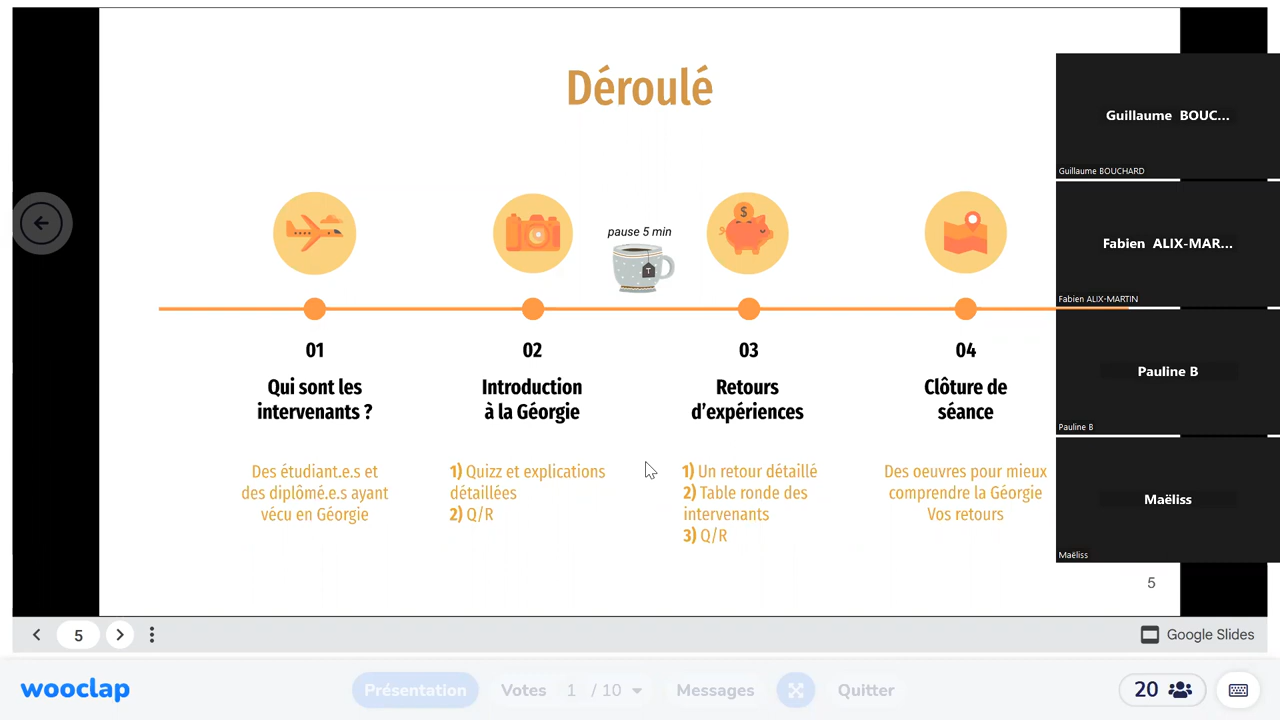 Déroulé
pause 5 min
$
T
01
Qui sont les
intervenants ?
Des étudiant.e.s et
des diplômé.e.s ayant
vécu en Géorgie
02
Introduction
à la Géorgie
1) Quizz et explications
détaillées
2) Q/R
03
Retours
d’expériences
1) Un retour détaillé
2) Table ronde des
intervenants
3) Q/R
04
Clôture de
séance
Des oeuvres pour mieux
comprendre la Géorgie
Vos retours
Guillaume BOUC...
Guillaume BOUCHARD
Fabien ALIX-MAR...
Fabien ALIX-MARTIN
Pauline B
Pauline B
Maëliss
Maëliss
5
5
Google Slides
wooclap
Présentation
Votes 1 / 10
Messages
Quitter
20